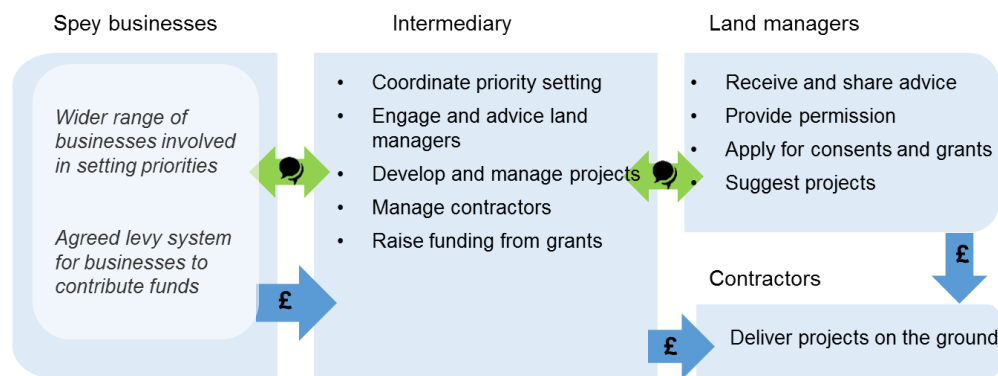 Spey businesses
Wider range of
businesses involved
in setting priorities
Agreed levy system
for businesses to
contribute funds
£
Intermediary
• Coordinate priority setting
• Engage and advice land
managers
• Develop and manage projects
• Manage contractors
• Raise funding from grants
£
Land managers
• Receive and share advice
• Provide permission
• Apply for consents and grants
• Suggest projects
£
Contractors
Deliver projects on the ground